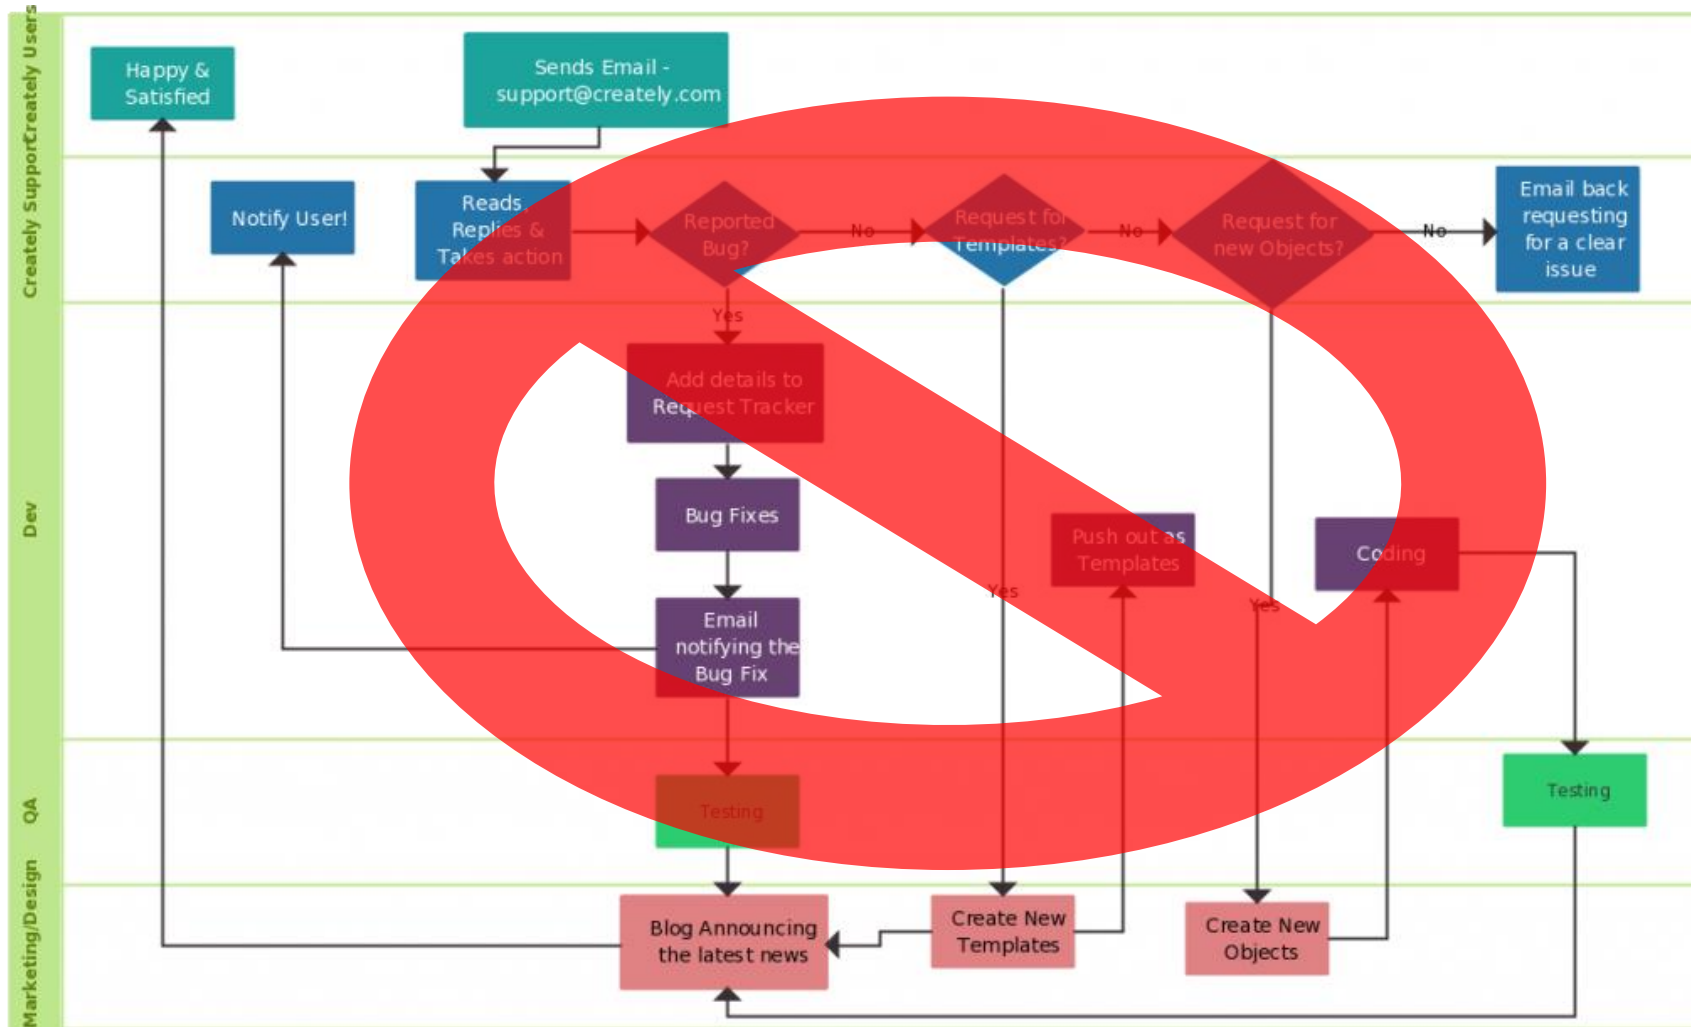 Creately Users
Happy &
Satisfied
Sends Email -
support@creately.com
Creately Support
Notify User!
Reads,
Replies &
Takes action
Reported
Bug?
No
Request for
Templates?
No
Request for
new Objects?
No
Email back
requesting
for a clear
issue
Yes
Dev
Add details to
Request Tracker
Bug Fixes
Push out as
Templates
Coding
Yes
Yes
Email
notifying the
Bug Fix
QA
Testing
Testing
Marketing/Design
Blog Announcing
the latest news
Create New
Templates
Create New
Objects